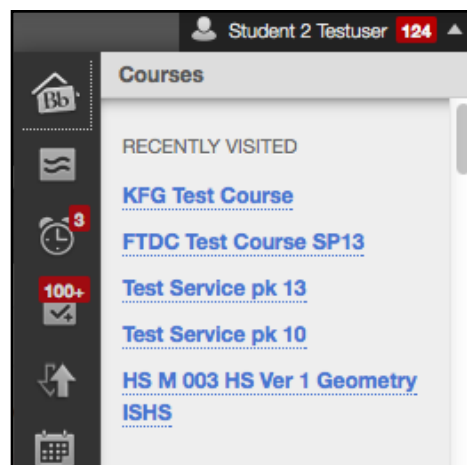 Student 2 Testuser 124
Courses
Bb
RECENTLY VISITED
KFG Test Course
3
FTDC Test Course SP13
100+
Test Service pk 13
Test Service pk 10
HS M 003 HS Ver 1 Geometry
ISHS